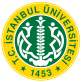 T.C. İSTANBUL ÜNİVERSİTESİ
1453